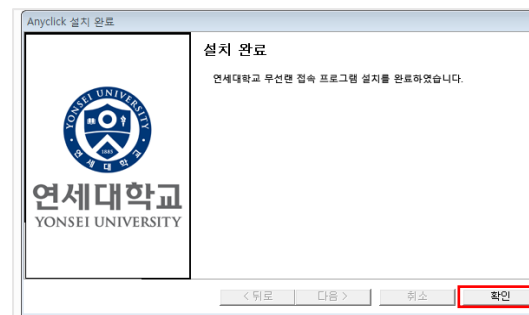 Anyclick 설치 완료
설치 완료
연세대학교 무선랜 접속 프로그램 설치를 완료하였습니다.
YONSEI UNIVERSITY
1885
연세대학교
연세대학교
YONSEI UNIVERSITY
< 뒤로
다음 >
취소
확인